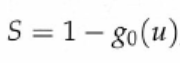 S = 1 − g₀(u)